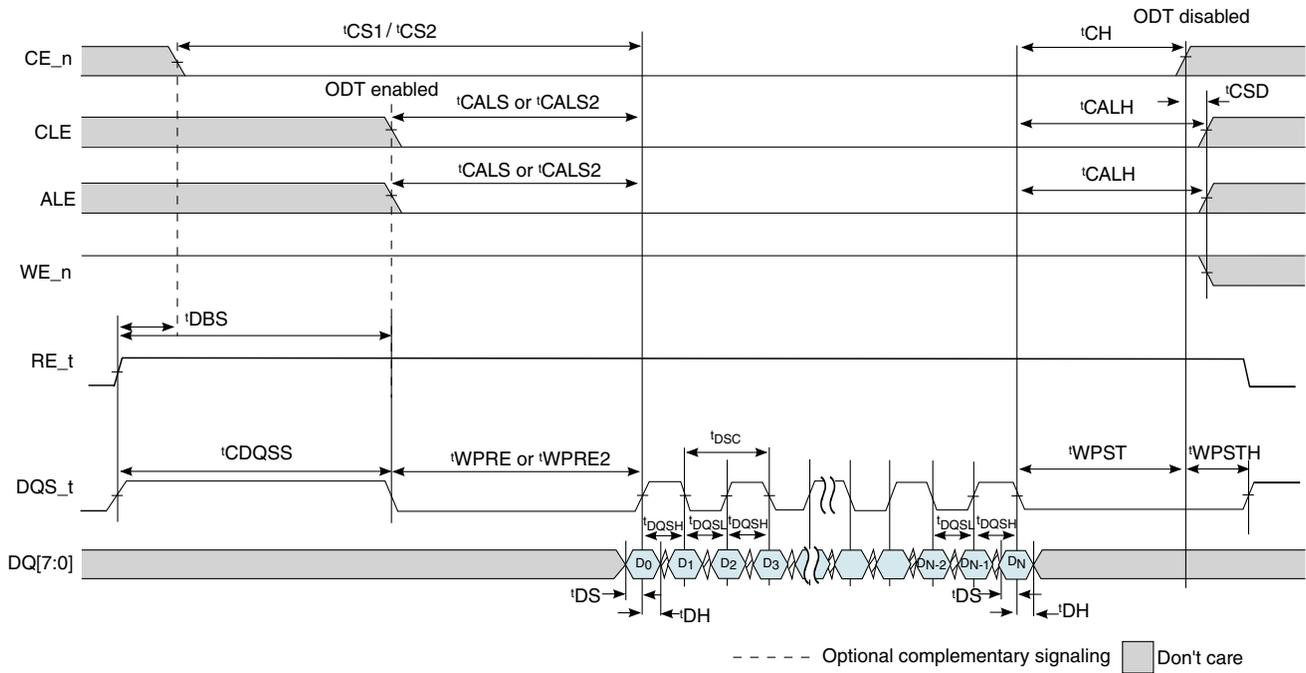 ODT disabled
CE_n
tCS1 / tCS2
tCH
ODT enabled
CLE
tCALS or tCALS2
tCALH
tCSD
ALE
tCALS or tCALS2
tCALH
WE_n
tDBS
RE_t
tDSC
tCDQSS
tWPRE or tWPRE2
tWPST
tWPSTH
DQS_t
tDQSH
tDQSL
tDQSH
tDQSL
tDQSH
DQ[7:0]
D0
D1
D2
D3
DN-2
DN-1
DN
tDS
tDH
tDS
tDH
Optional complementary signaling
Don't care